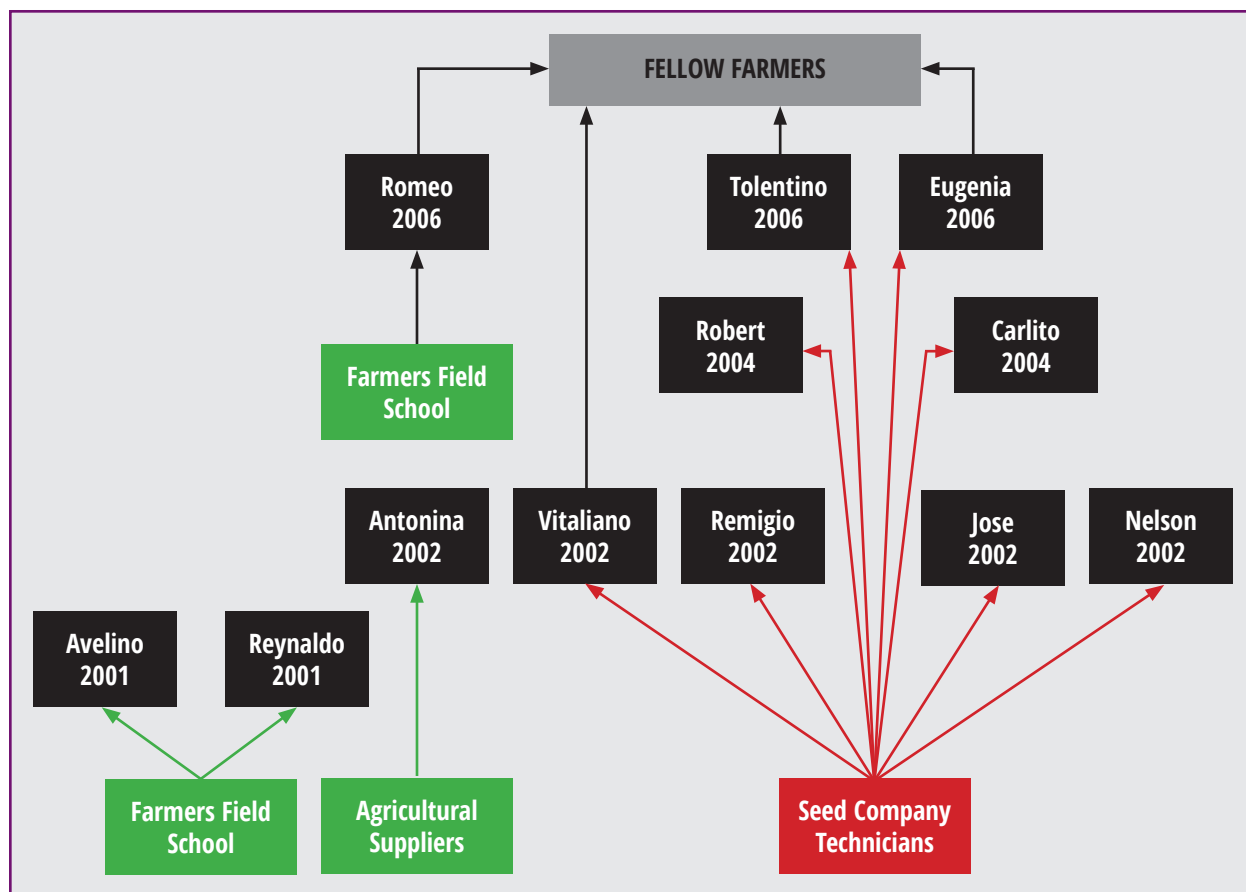 FELLOW FARMERS
Romeo
2006
Tolentino
2006
Eugenia
2006
Robert
2004
Carlito
2004
Farmers Field
School
Antonina
2002
Vitaliano
2002
Remigio
2002
Jose
2002
Nelson
2002
Avelino
2001
Reynaldo
2001
Farmers Field
School
Agricultural
Suppliers
Seed Company
Technicians